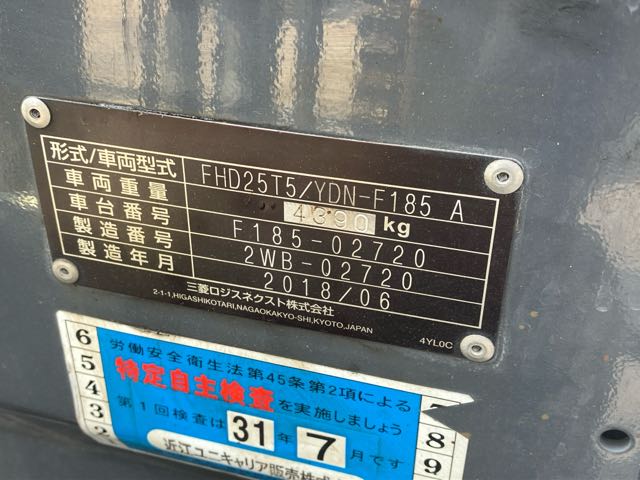 形式/車両型式 FHD25T5/YDN-F185 A
車両重量 4390 kg
車台番号 F185-02720
製造番号 2WB-02720
製造年月 2018/06
三菱ロジスネクスト株式会社
2-1-1,HIGASHIKOTARI,NAGAOKAKYO-SHI,KYOTO,JAPAN
4YL0C
労働安全衛生法第45条第2項による
特定自主検査を実施しましょう
第1回検査は 31年 7月です
近江ユニキャリア販売株式
6
5
4
3
2
8
9